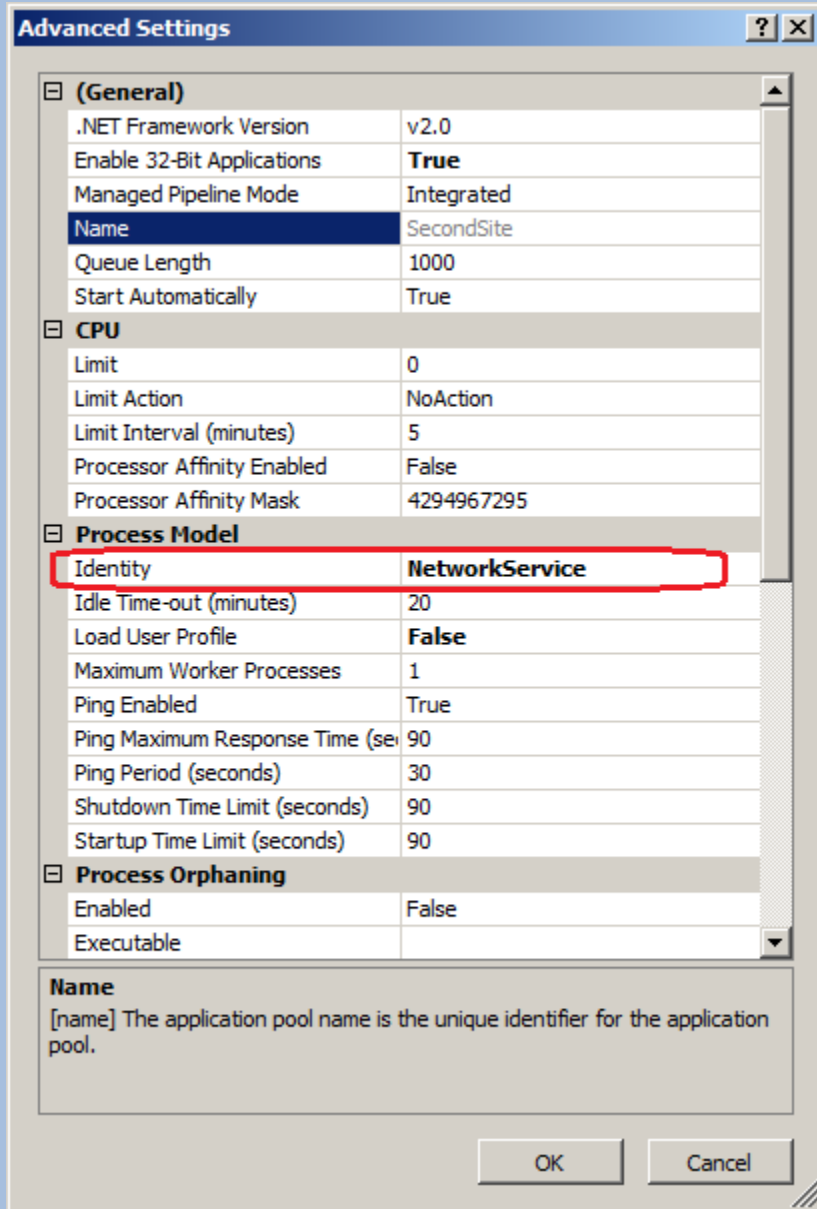 Advanced Settings
(General)
.NET Framework Version v2.0
Enable 32-Bit Applications True
Managed Pipeline Mode Integrated
Name SecondSite
Queue Length 1000
Start Automatically True
CPU
Limit 0
Limit Action NoAction
Limit Interval (minutes) 5
Processor Affinity Enabled False
Processor Affinity Mask 4294967295
Process Model
Identity NetworkService
Idle Time-out (minutes) 20
Load User Profile False
Maximum Worker Processes 1
Ping Enabled True
Ping Maximum Response Time (se 90
Ping Period (seconds) 30
Shutdown Time Limit (seconds) 90
Startup Time Limit (seconds) 90
Process Orphaning
Enabled False
Executable
Name
[name] The application pool name is the unique identifier for the application
pool.
OK Cancel